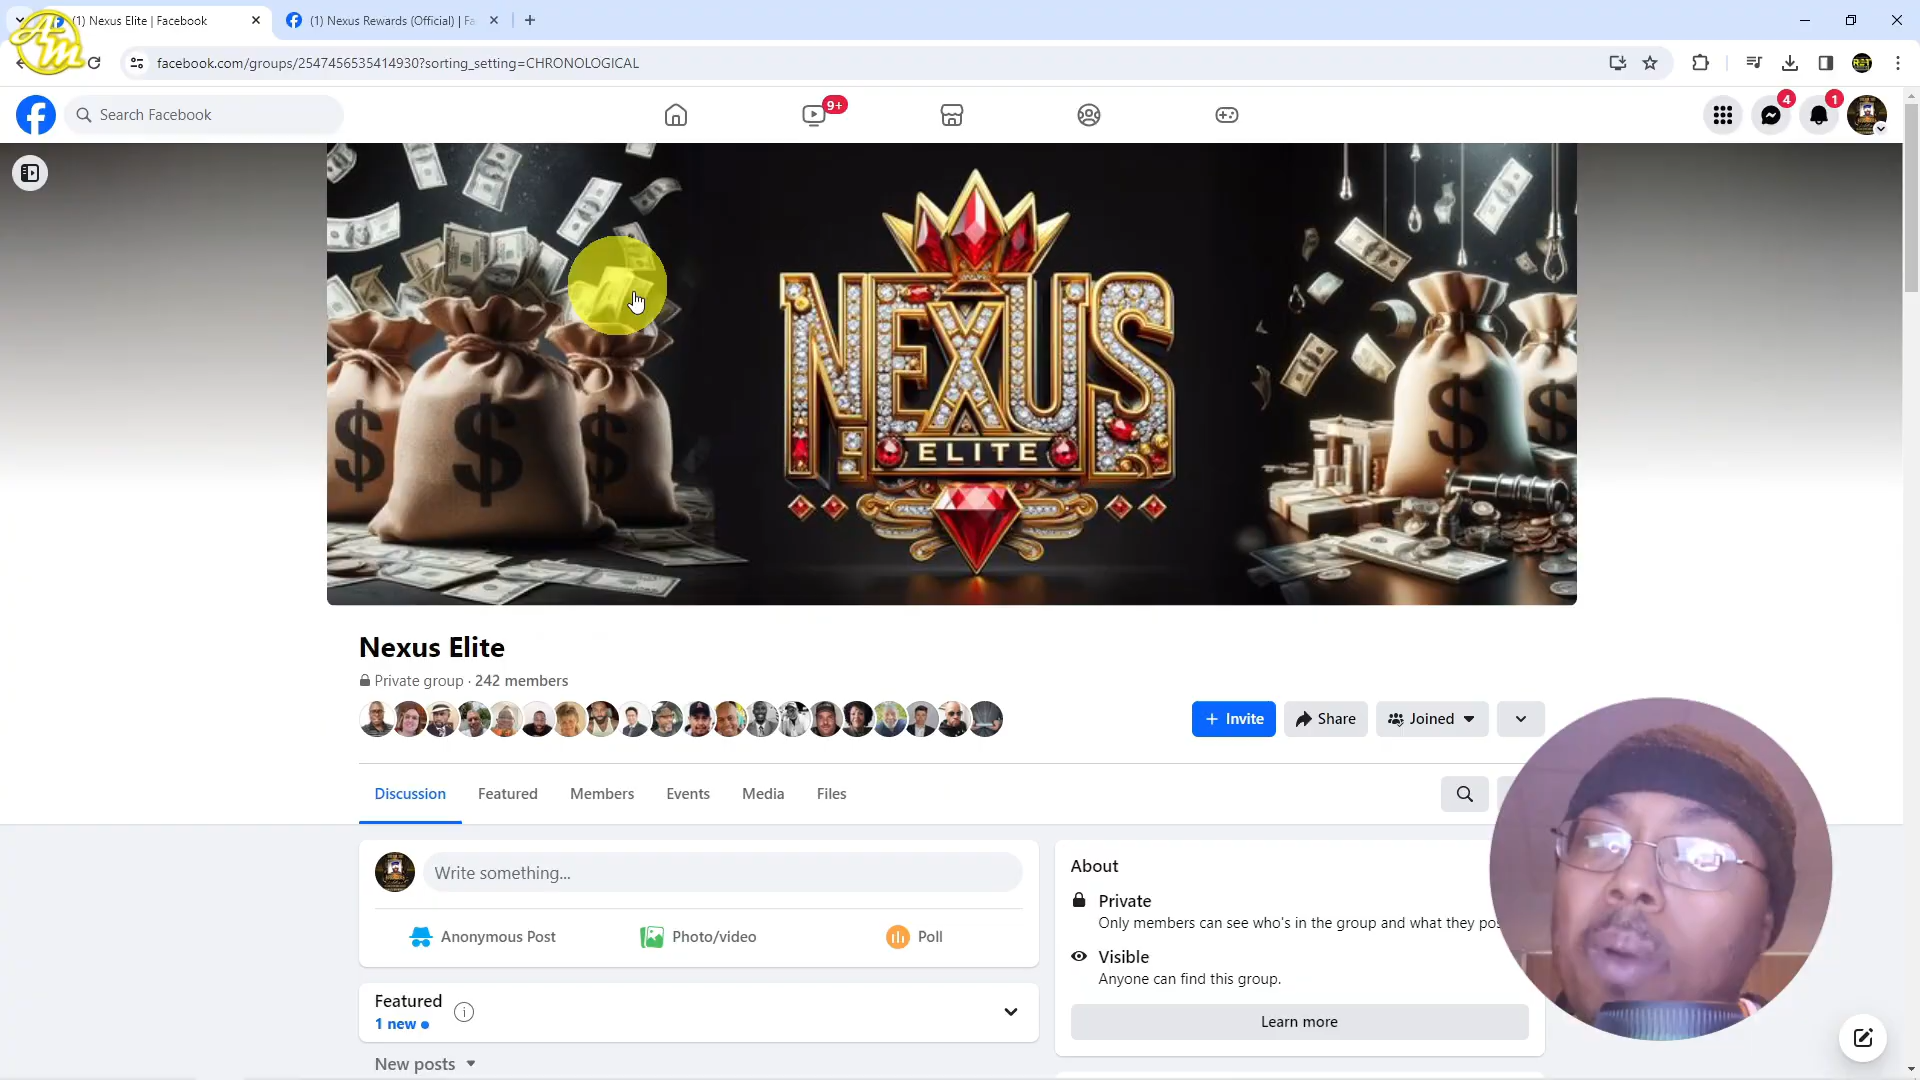 (1) Nexus Elite | Facebook
(1) Nexus Rewards (Official) | Fa
AM
facebook.com/groups/2547456535414930?sorting_setting=CHRONOLOGICAL
Search Facebook
9+
4
1
NEXUS
ELITE
$ $ $ $ $
Nexus Elite
Private group · 242 members
+ Invite
Share
Joined
Discussion
Featured
Members
Events
Media
Files
Write something...
Anonymous Post
Photo/video
Poll
About
Private
Only members can see who's in the group and what they pos
Visible
Anyone can find this group.
Learn more
Featured
1 new
New posts